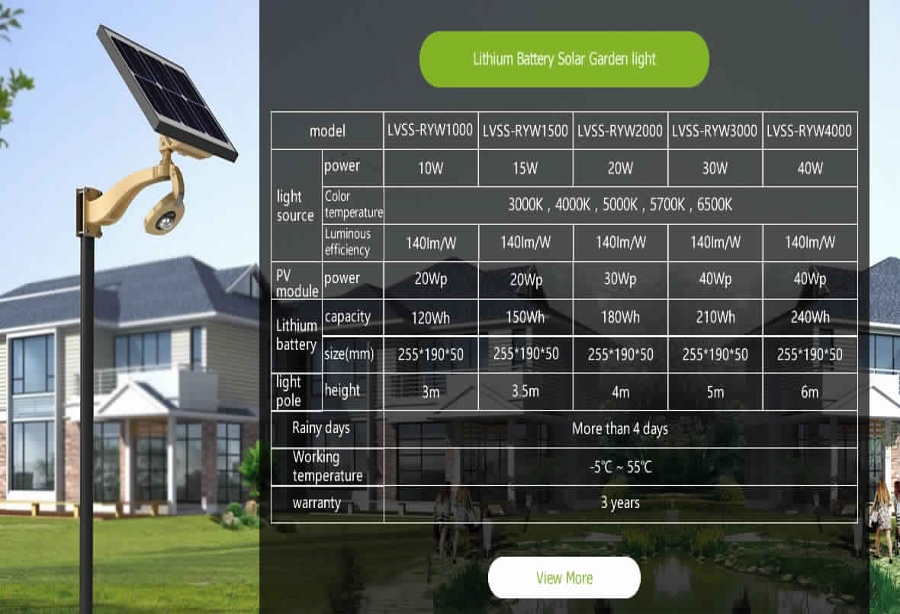 Lithium Battery Solar Garden light
model LVSS-RYW1000 LVSS-RYW1500 LVSS-RYW2000 LVSS-RYW3000 LVSS-RYW4000
light source
power 10W 15W 20W 30W 40W
Color temperature 3000K , 4000K , 5000K , 5700K , 6500K
Luminous efficiency 140lm/W 140lm/W 140lm/W 140lm/W 140lm/W
PV module power 20Wp 20Wp 30Wp 40Wp 40Wp
Lithium battery
capacity 120Wh 150Wh 180Wh 210Wh 240Wh
size(mm) 255*190*50 255*190*50 255*190*50 255*190*50 255*190*50
light pole height 3m 3.5m 4m 5m 6m
Rainy days More than 4 days
Working temperature -5℃ ~ 55℃
warranty 3 years
View More